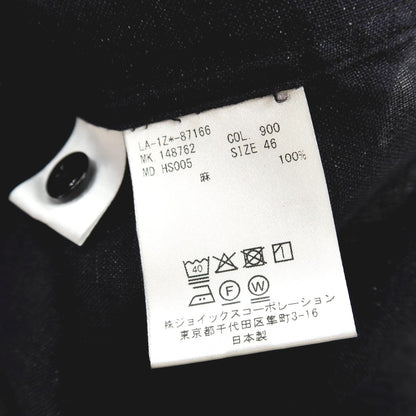 LA-1Z*-87166 COL. 900
MK 148762 SIZE 46
MD HS005
麻 100%
40
F W
株ジョイックスコーポレーション
東京都千代田区隼町3-16
日本製